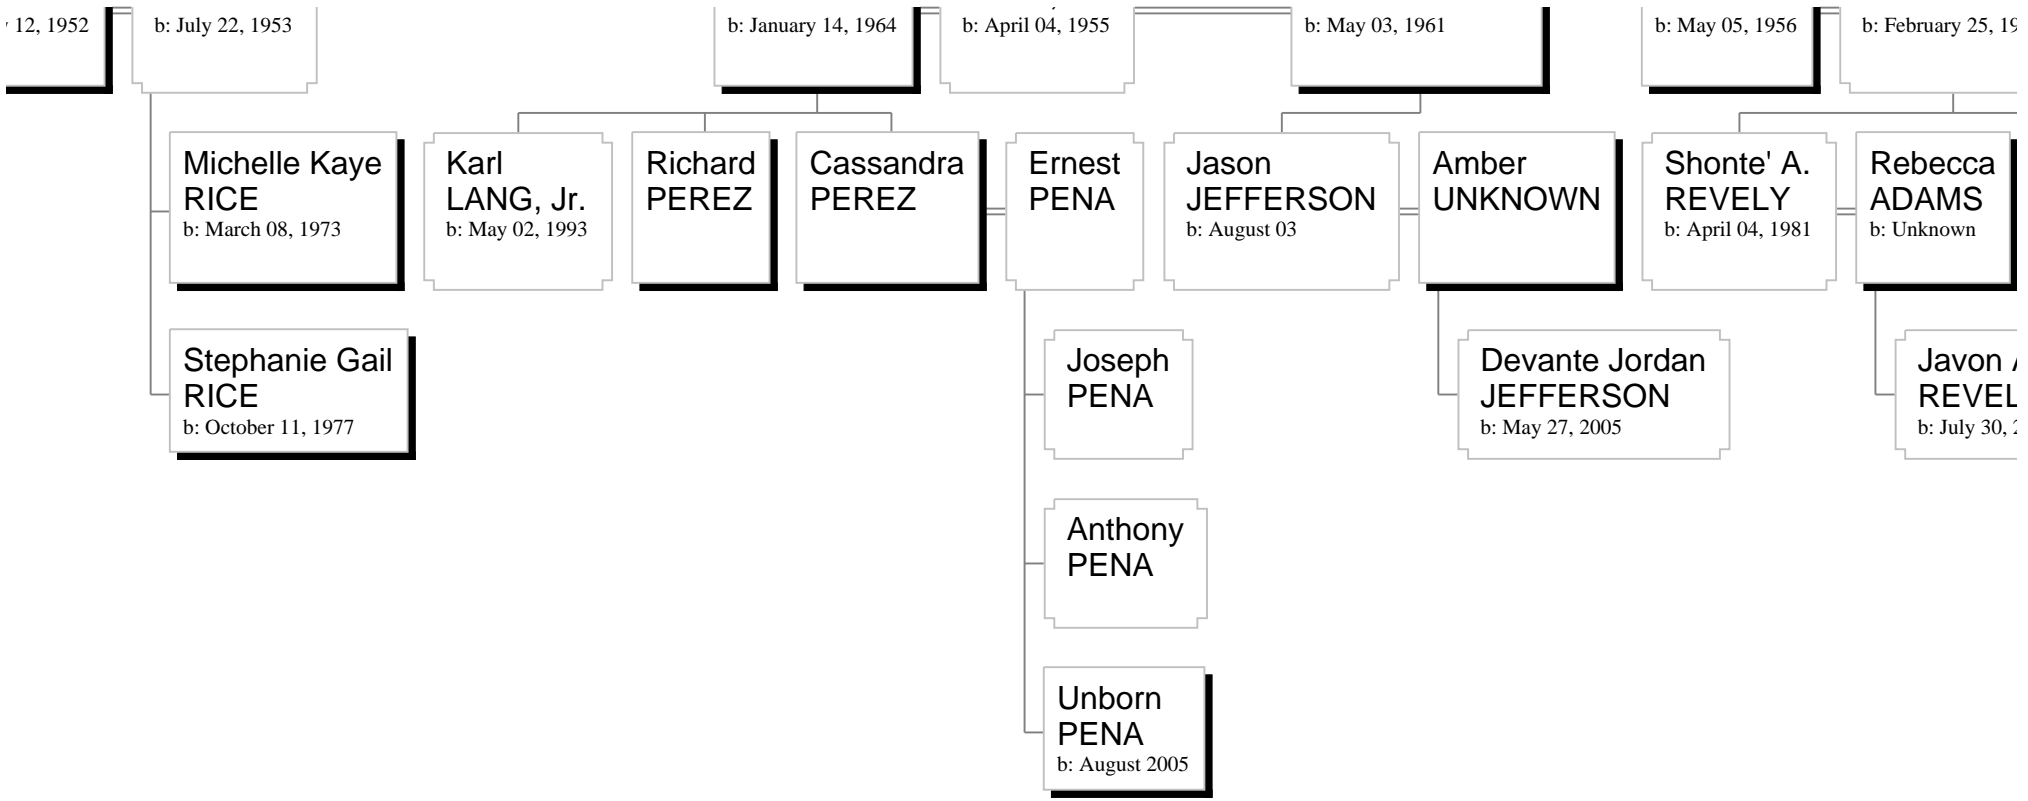 12, 1952
b: July 22, 1953
b: January 14, 1964
b: April 04, 1955
b: May 03, 1961
b: May 05, 1956
b: February 25,
Michelle Kaye
RICE
b: March 08, 1973
Karl
LANG, Jr.
b: May 02, 1993
Richard
PEREZ
Cassandra
PEREZ
Ernest
PENA
Jason
JEFFERSON
b: August 03
Amber
UNKNOWN
Shonte' A.
REVELY
b: April 04, 1981
Rebecca
ADAMS
b: Unknown
Stephanie Gail
RICE
b: October 11, 1977
Joseph
PENA
Devante Jordan
JEFFERSON
b: May 27, 2005
Javon
b: July 30,
Anthony
PENA
Unborn
PENA
b: August 2005